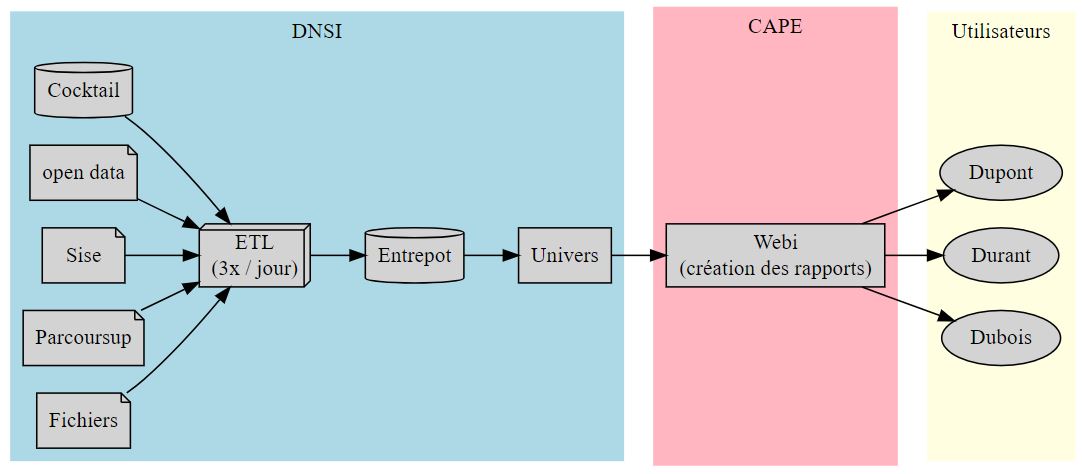 DNSI
CAPE
Utilisateurs
Cocktail
open data
Sise
Parcoursup
Fichiers
ETL
(3x / jour)
Entrepot
Univers
Webi
(création des rapports)
Dupont
Durant
Dubois